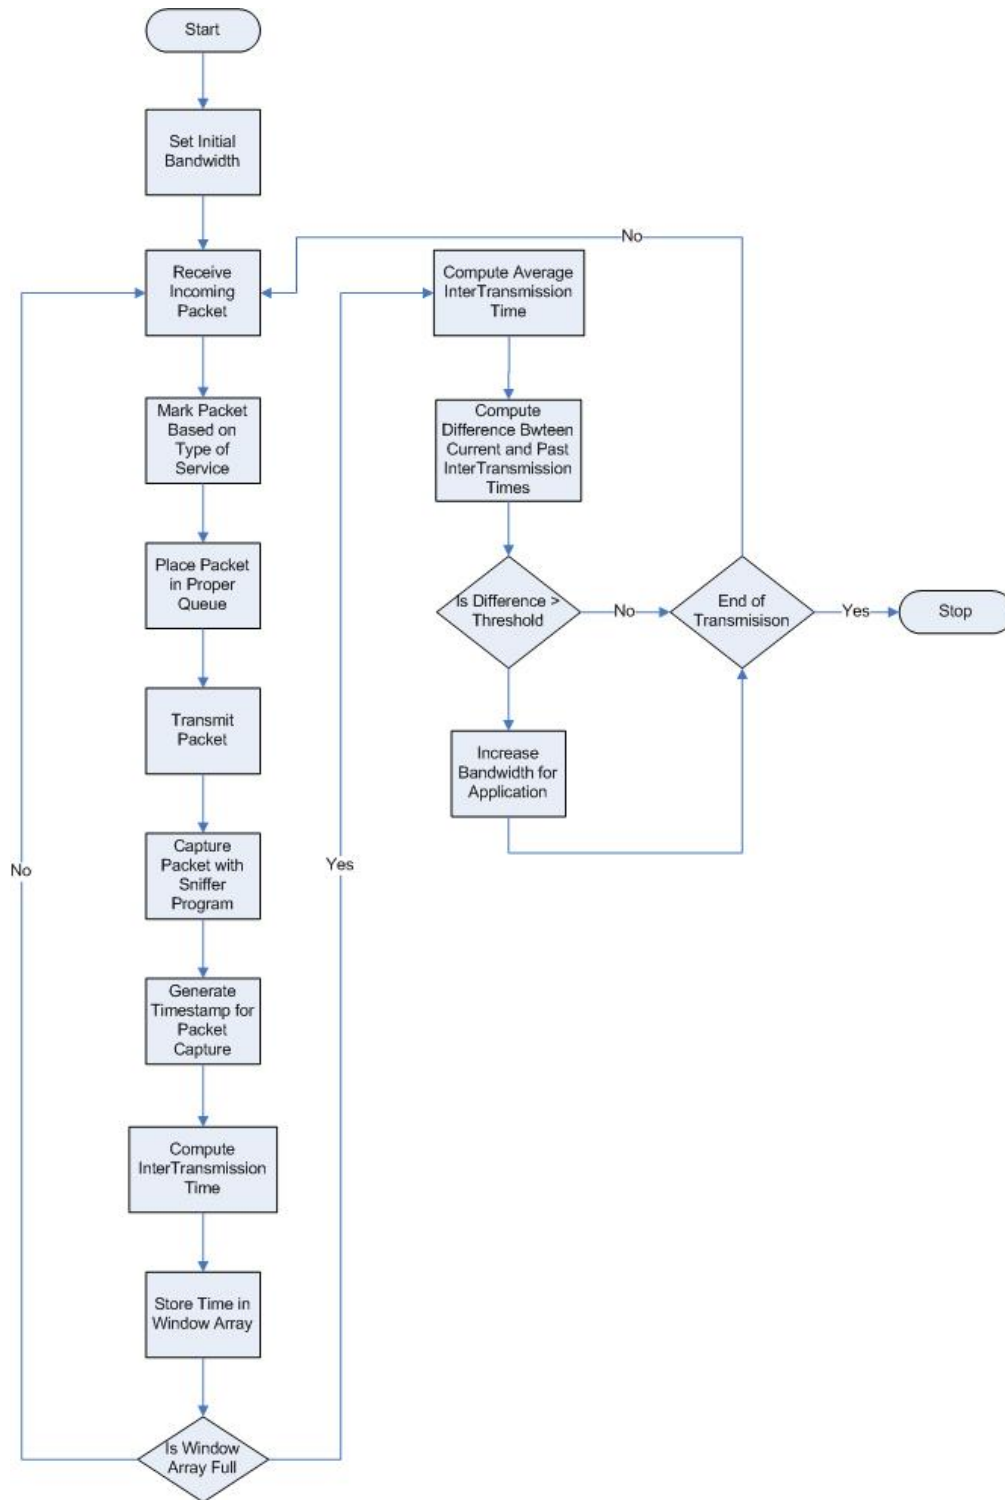 Start
Set Initial
Bandwidth
Receive
Incoming
Packet
Mark Packet
Based on
Type of
Service
Place Packet
in Proper
Queue
Transmit
Packet
Capture
Packet with
Sniffer
Program
Generate
Timestamp for
Packet
Capture
Compute
InterTransmission
Time
Store Time in
Window Array
Is Window
Array Full
No
Yes
Compute Average
InterTransmission
Time
Compute
Difference Bwteen
Current and Past
InterTransmission
Times
Is Difference >
Threshold
No
Increase
Bandwidth for
Application
End of
Transmisison
No
Yes
Stop